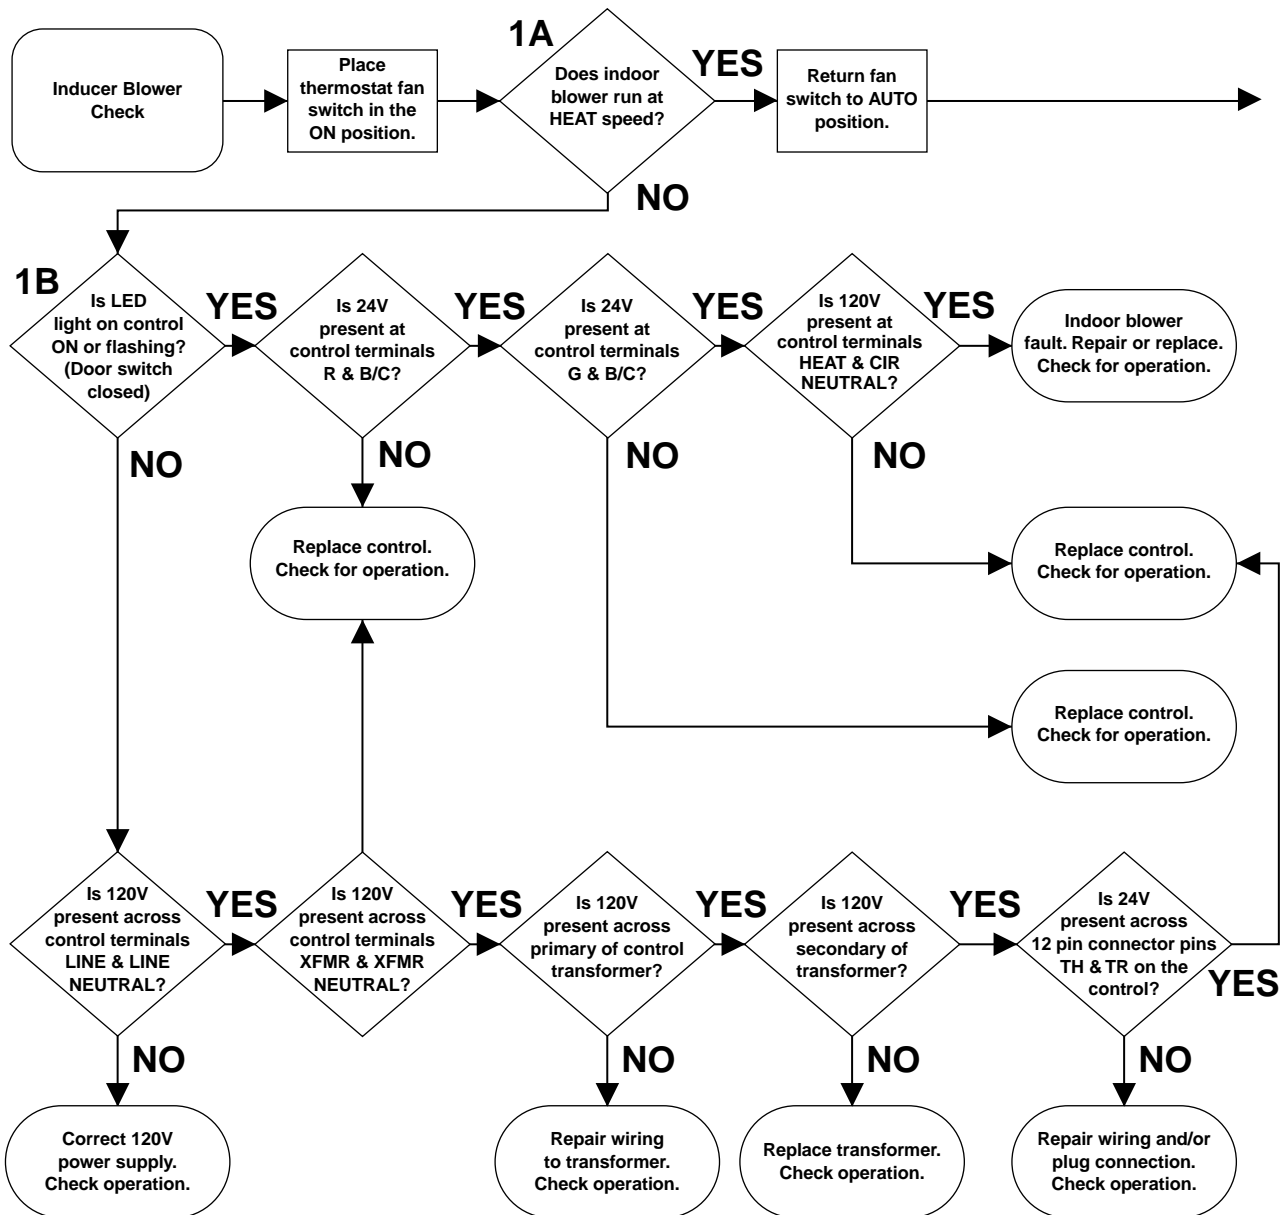 1A
Inducer Blower
Check
Place
thermostat fan
switch in the
ON position.
Does indoor
blower run at
HEAT speed?
YES
Return fan
switch to AUTO
position.
NO
1B
Is LED
light on control
ON or flashing?
(Door switch
closed)
YES
Is 24V
present at
control terminals
R & B/C?
YES
Is 24V
present at
control terminals
G & B/C?
YES
Is 120V
present at
control terminals
HEAT & CIR
NEUTRAL?
YES
Indoor blower
fault. Repair or replace.
Check for operation.
NO
NO
NO
NO
Replace control.
Check for operation.
Replace control.
Check for operation.
Replace control.
Check for operation.
Is 120V
present across
control terminals
LINE & LINE
NEUTRAL?
YES
Is 120V
present across
control terminals
XFMR & XFMR
NEUTRAL?
YES
Is 120V
present across
primary of control
transformer?
YES
Is 120V
present across
secondary of
transformer?
YES
Is 24V
present across
12 pin connector pins
TH & TR on the
control?
YES
NO
NO
NO
NO
Correct 120V
power supply.
Check operation.
Repair wiring
to transformer.
Check operation.
Replace transformer.
Check operation.
Repair wiring and/or
plug connection.
Check operation.